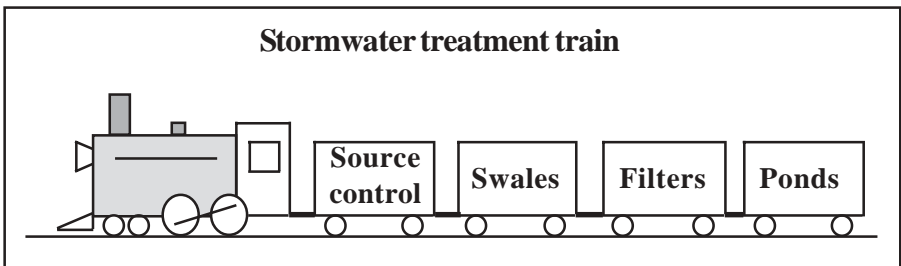 Stormwater treatment train
Source
control
Swales
Filters
Ponds